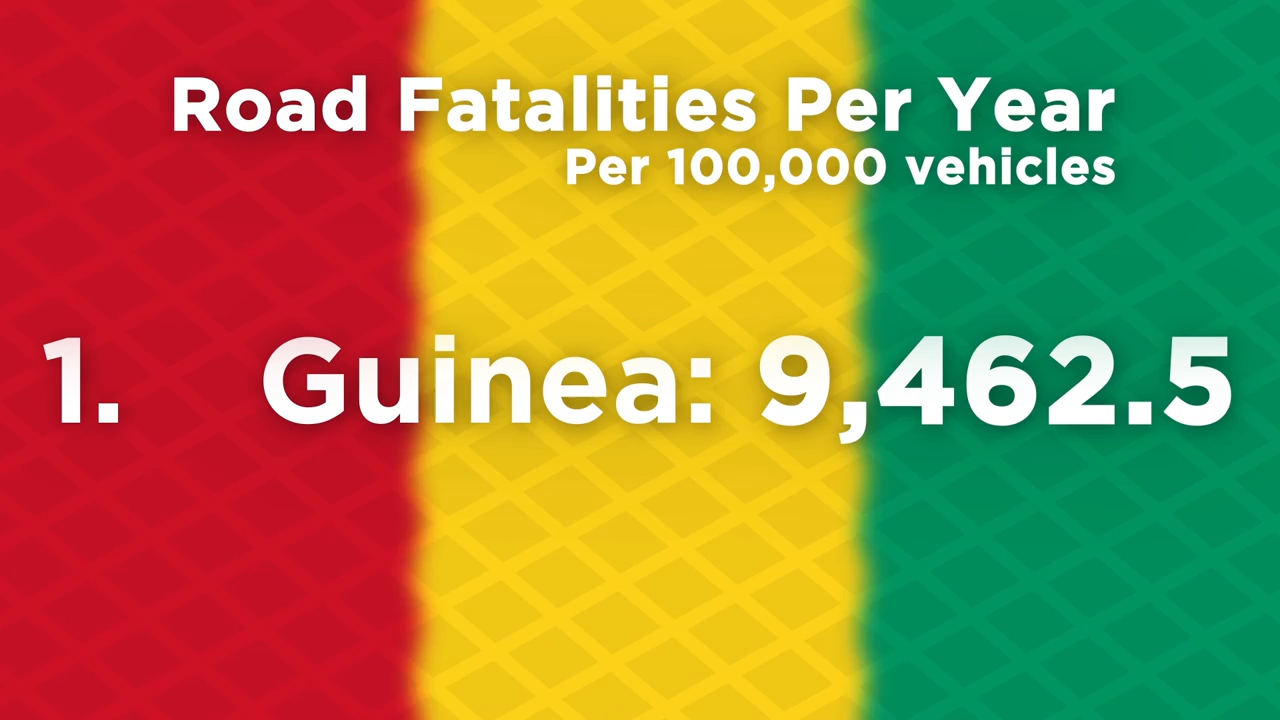 Road Fatalities Per Year
Per 100,000 vehicles
1. Guinea: 9,462.5